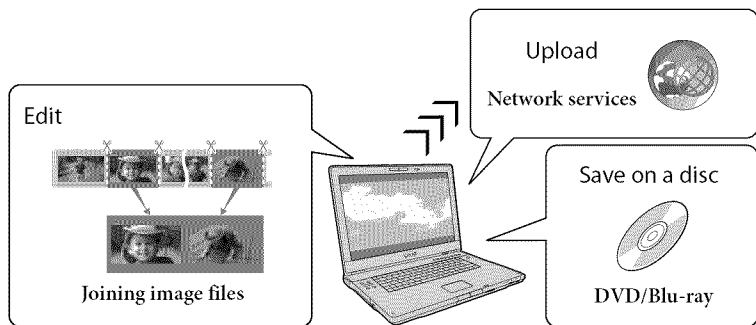 Edit
Joining image files
Upload
Network services
Save on a disc
DVD/Blu-ray